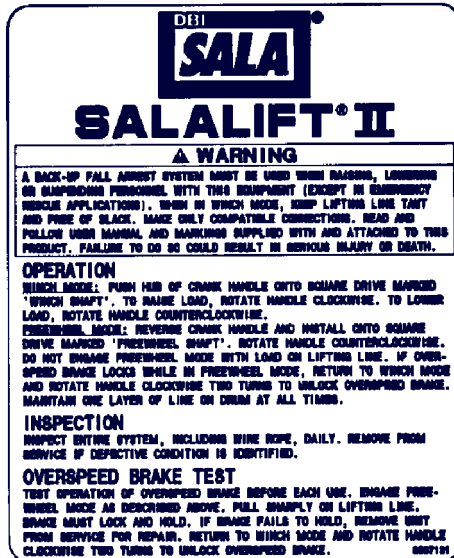 DBI
SALA®
SALALIFT® II
⚠ WARNING
A BACK-UP FALL ARREST SYSTEM MUST BE USED WHEN RAISING, LOWERING
OR SUSPENDING PERSONNEL WITH THIS EQUIPMENT (EXCEPT IN EMERGENCY
RESCUE APPLICATIONS). WHEN IN WINCH MODE, KEEP LIFTING LINE TAUT
AND FREE OF SLACK. MAKE ONLY COMPATIBLE CONNECTIONS. READ AND
FOLLOW USER MANUAL AND MARKINGS SUPPLIED WITH AND ATTACHED TO THIS
PRODUCT. FAILURE TO DO SO COULD RESULT IN SERIOUS INJURY OR DEATH.
OPERATION
WINCH MODE: PUSH HUB OF CRANK HANDLE ONTO SQUARE DRIVE MARKED
'WINCH SHAFT'. TO RAISE LOAD, ROTATE HANDLE CLOCKWISE. TO LOWER
LOAD, ROTATE HANDLE COUNTERCLOCKWISE.
FREEWHEEL MODE: REVERSE CRANK HANDLE AND INSTALL ONTO SQUARE
DRIVE MARKED 'FREEWHEEL SHAFT'. ROTATE HANDLE COUNTERCLOCKWISE.
DO NOT ENGAGE FREEWHEEL MODE WITH LOAD ON LIFTING LINE. IF OVER-
SPEED BRAKE LOCKS WHILE IN FREEWHEEL MODE, RETURN TO WINCH MODE
AND ROTATE HANDLE CLOCKWISE TWO TURNS TO UNLOCK OVERSPEED BRAKE.
MAINTAIN ONE LAYER OF LINE ON DRUM AT ALL TIMES.
INSPECTION
INSPECT ENTIRE SYSTEM, INCLUDING WIRE ROPE, DAILY. REMOVE FROM
SERVICE IF DEFECTIVE CONDITION IS IDENTIFIED.
OVERSPEED BRAKE TEST
TEST OPERATION OF OVERSPEED BRAKE BEFORE EACH USE. ENGAGE FREE-
WHEEL MODE AS DESCRIBED ABOVE. PULL SHARPLY ON LIFTING LINE.
BRAKE MUST LOCK AND HOLD. IF BRAKE FAILS TO HOLD, REMOVE UNIT
FROM SERVICE FOR REPAIR. RETURN TO WINCH MODE AND ROTATE HANDLE
CLOCKWISE TWO TURNS TO UNLOCK OVERSPEED BRAKE.